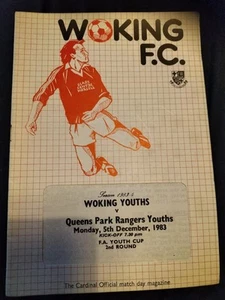 WOKING
F.C.
Season 1983-4
WOKING YOUTHS
v
Queens Park Rangers Youths
Monday, 5th December, 1983
KICK-OFF 7.30 pm
F.A. YOUTH CUP
2nd ROUND
The Cardinal Official match day magazine